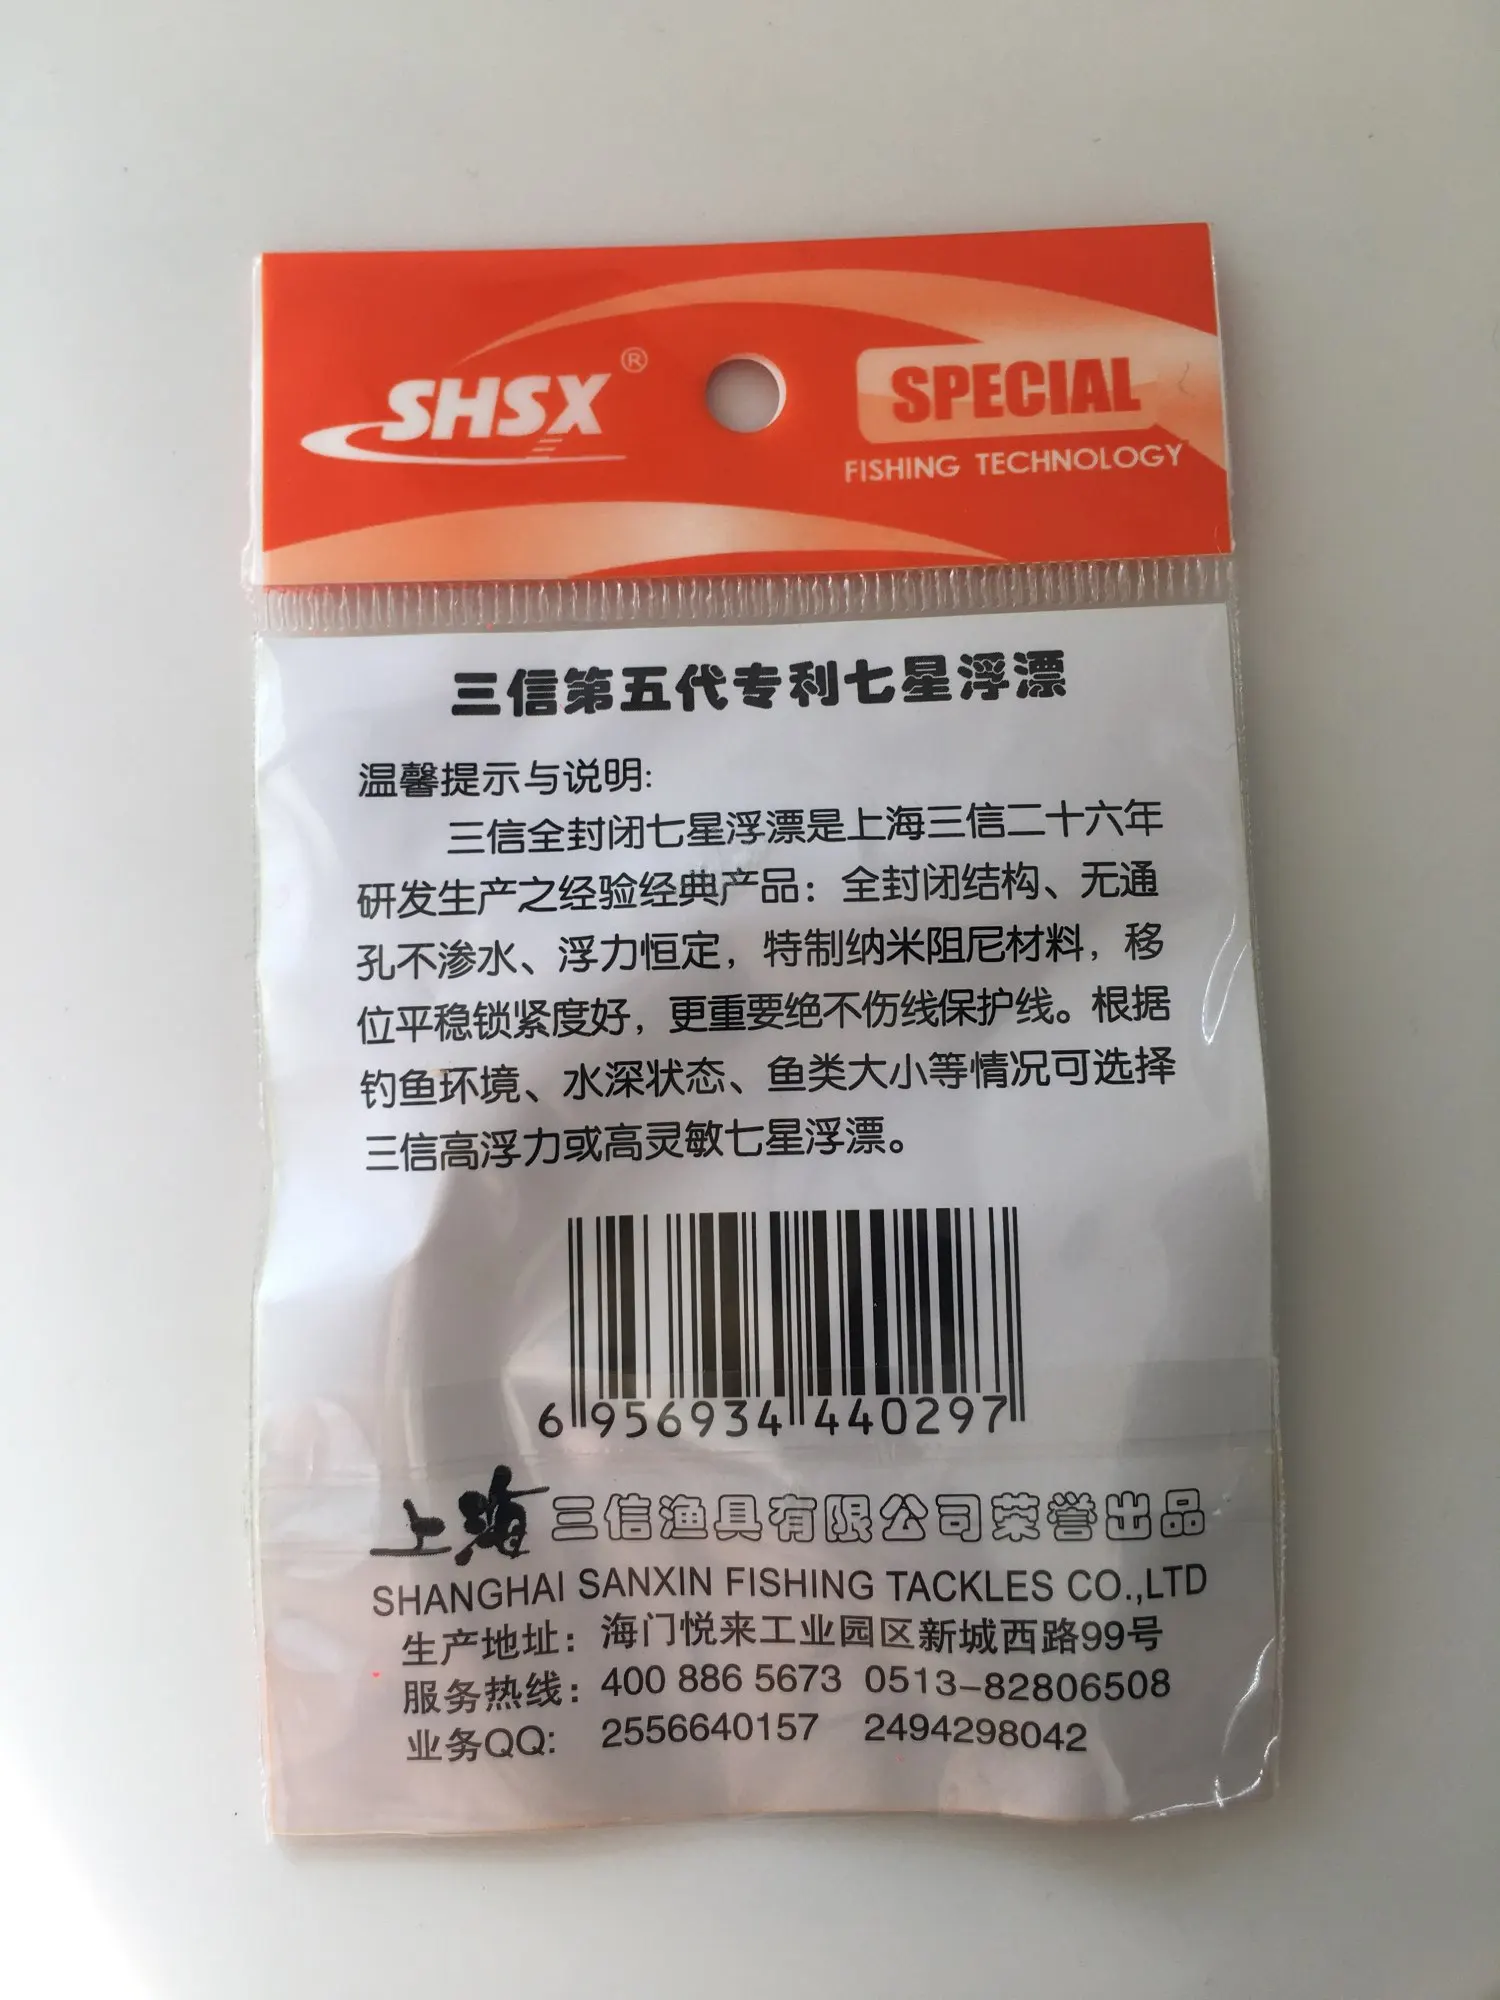 SHSX®
SPECIAL
FISHING TECHNOLOGY
三信第五代专利七星浮漂
温馨提示与说明:
三信全封闭七星浮漂是上海三信二十六年
研发生产之经验经典产品：全封闭结构、无通
孔不渗水、浮力恒定，特制纳米阻尼材料，移
位平稳锁紧度好，更重要绝不伤线保护线。根据
钓鱼环境、水深状态、鱼类大小等情况可选择
三信高浮力或高灵敏七星浮漂。
6 956934 440297
上海三信渔具有限公司荣誉出品
SHANGHAI SANXIN FISHING TACKLES CO.,LTD
生产地址：海门悦来工业园区新城西路99号
服务热线：400 886 5673 0513-82806508
业务QQ: 2556640157 2494298042